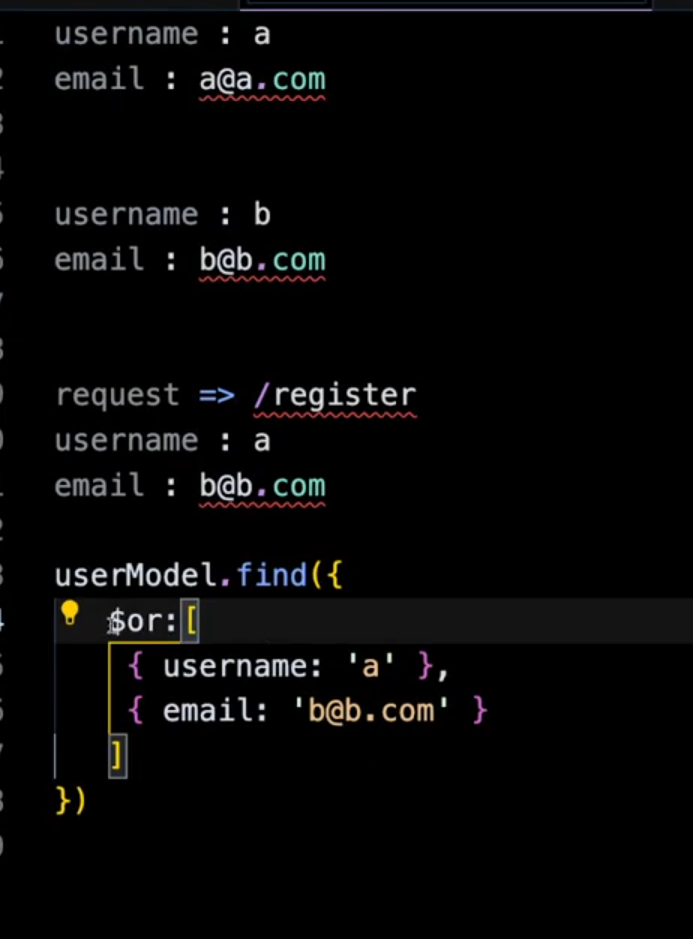 username : a
email : a@a.com
username : b
email : b@b.com
request => /register
username : a
email : b@b.com
userModel.find({
$or:[
{ username: 'a' },
{ email: 'b@b.com' }
]
})